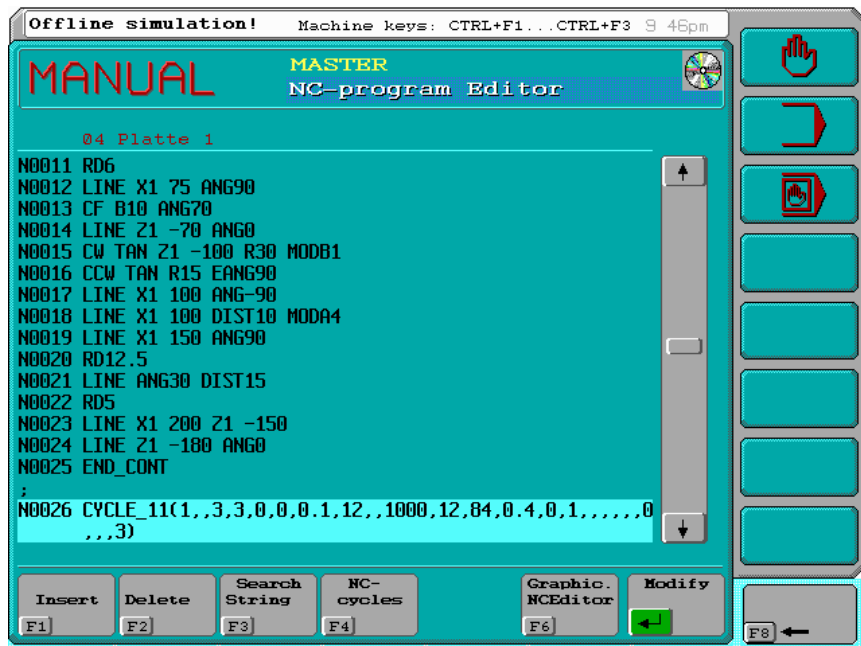 Offline simulation! Machine keys: CTRL+F1...CTRL+F3 9 46pm
MANUAL
MASTER
NC-program Editor
04 Platte 1
N0011 RD6
N0012 LINE X1 75 ANG90
N0013 CF B10 ANG70
N0014 LINE Z1 -70 ANG0
N0015 CW TAN Z1 -100 R30 MODB1
N0016 CCW TAN R15 EANG90
N0017 LINE X1 100 ANG-90
N0018 LINE X1 100 DIST10 MODA4
N0019 LINE X1 150 ANG90
N0020 RD12.5
N0021 LINE ANG30 DIST15
N0022 RD5
N0023 LINE X1 200 Z1 -150
N0024 LINE Z1 -180 ANG0
N0025 END_CONT
;
N0026 CYCLE_11(1,,3,3,0,0,0.1,12,,1000,12,84,0.4,0,1,,,,,,0
,,,3)
Insert
F1
Delete
F2
Search
String
F3
NC-
cycles
F4
Graphic.
NCEditor
F6
Modify
F8